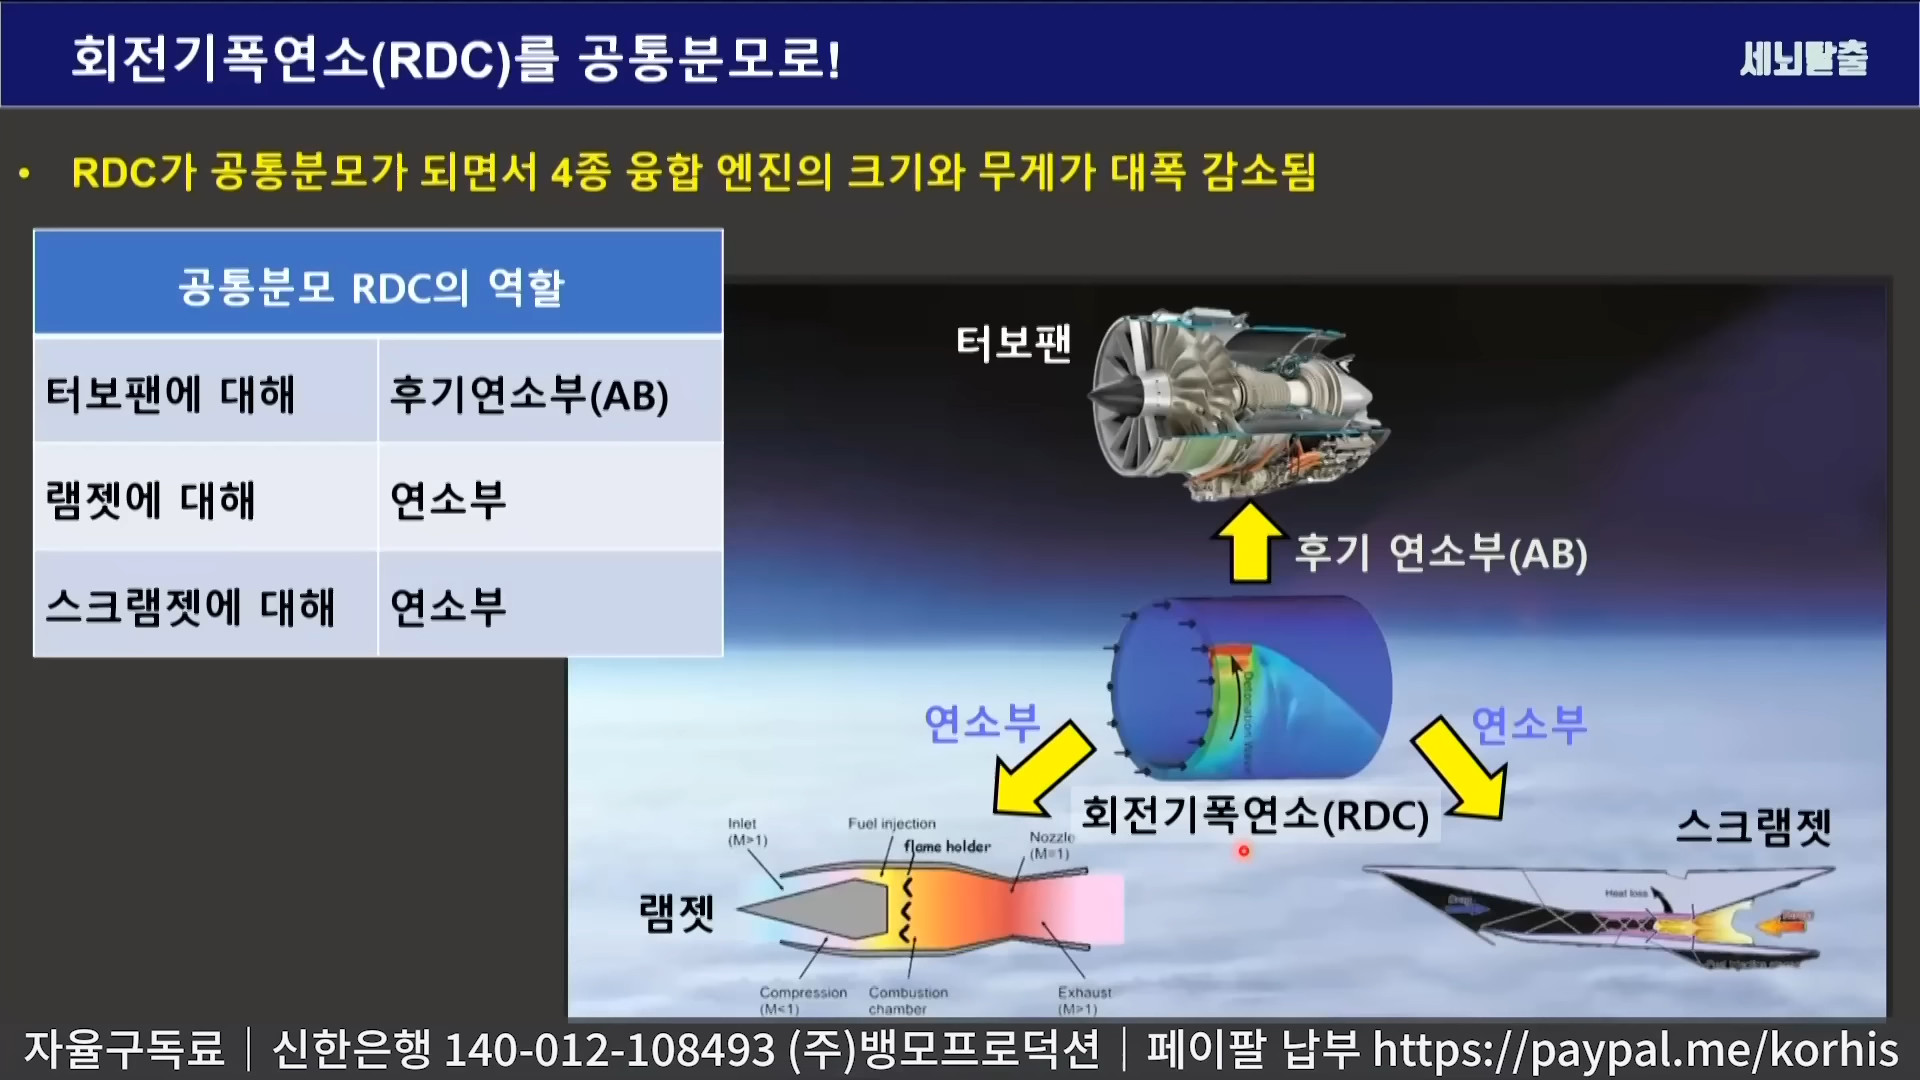 회전기폭연소(RDC)를 공통분모로!
세뇌탈출
• RDC가 공통분모가 되면서 4종 융합 엔진의 크기와 무게가 대폭 감소됨
공통분모 RDC의 역할
터보팬에 대해 후기연소부(AB)
램젯에 대해 연소부
스크램젯에 대해 연소부
터보팬
후기 연소부(AB)
Detonation Wave
연소부
연소부
회전기폭연소(RDC)
램젯
Inlet
(M>1)
Fuel injection
flame holder
Nozzle
(M=1)
Compression
(M<1)
Combustion
chamber
Exhaust
(M>1)
스크램젯
Heat loss
자율구독료｜신한은행 140-012-108493 (주)뱅모프로덕션｜페이팔 납부 https://paypal.me/korhis